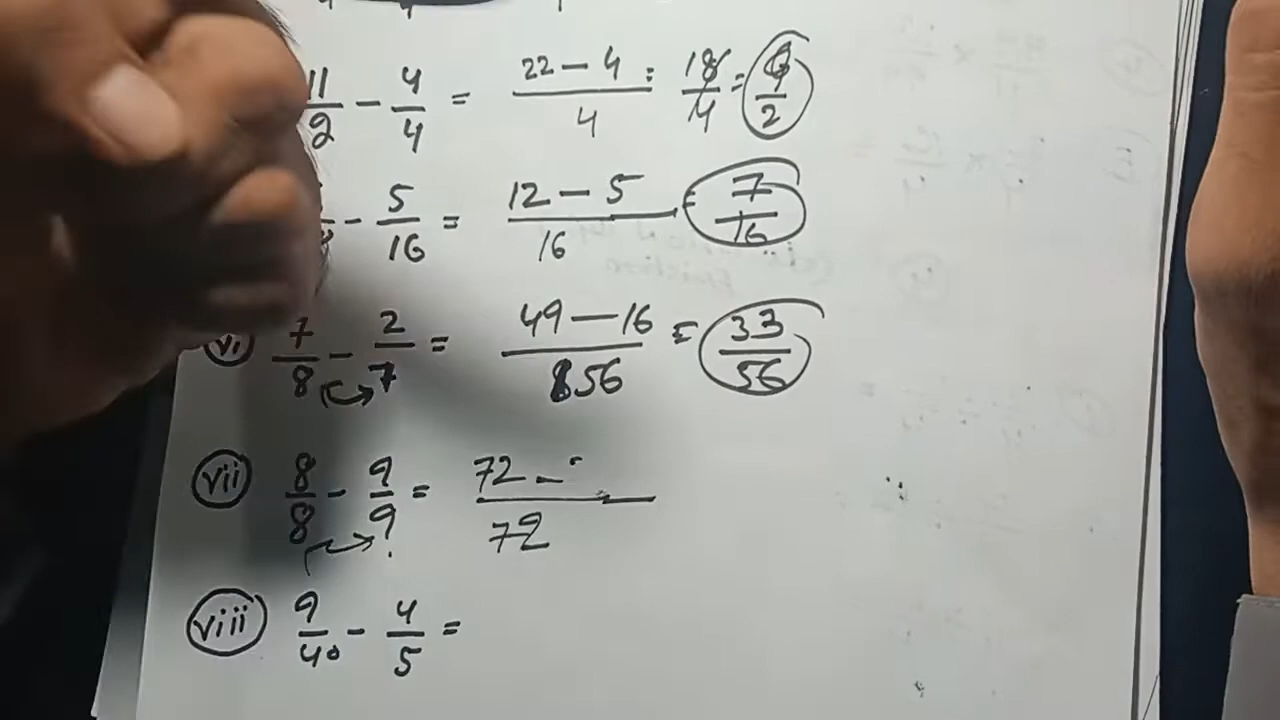 11/2 - 4/4 = 22 - 4/4 = 18/4 = 9/2
- 5/16 = 12 - 5/16 = 7/16
vi 7/8 - 2/7 = 49 - 16/56 = 33/56
vii 8/8 - 9/9 = 72 -/72
viii 9/40 - 4/5 =